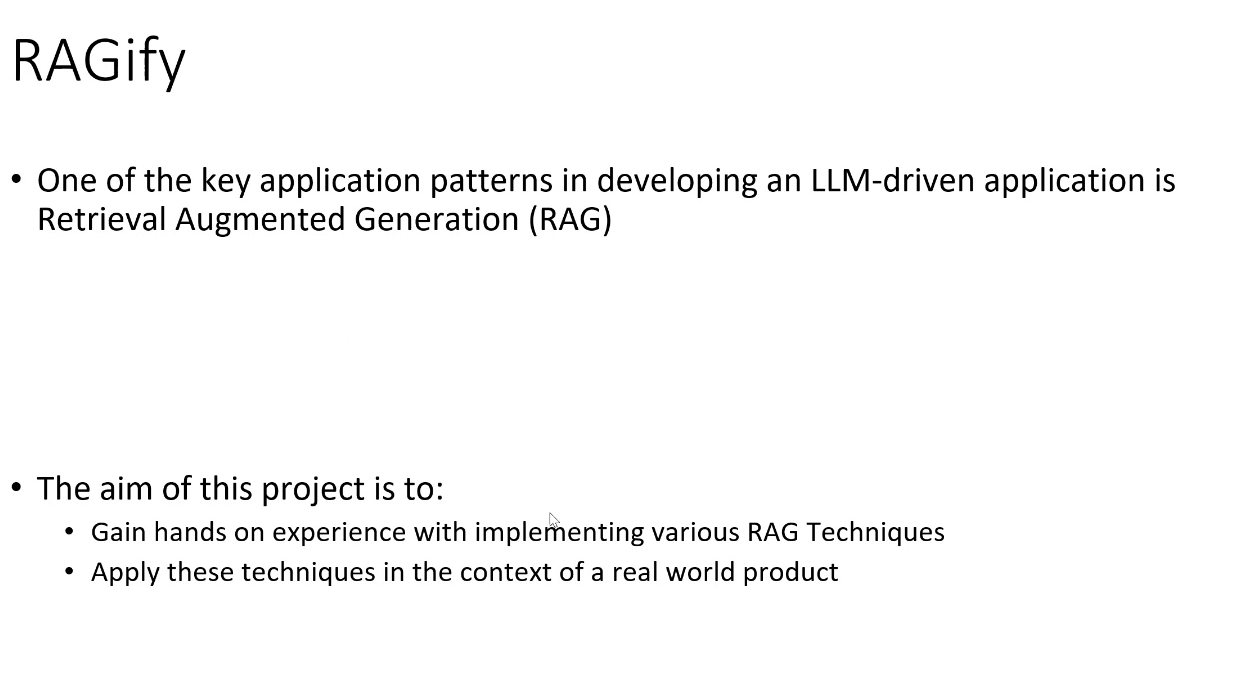 RAGify
• One of the key application patterns in developing an LLM-driven application is
Retrieval Augmented Generation (RAG)
• The aim of this project is to:
• Gain hands on experience with implementing various RAG Techniques
• Apply these techniques in the context of a real world product